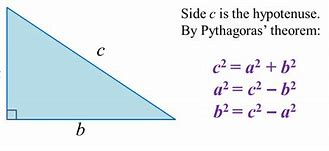 Side c is the hypotenuse.
By Pythagoras’ theorem:
c
c² = a² + b²
a² = c² − b²
b² = c² − a²
b